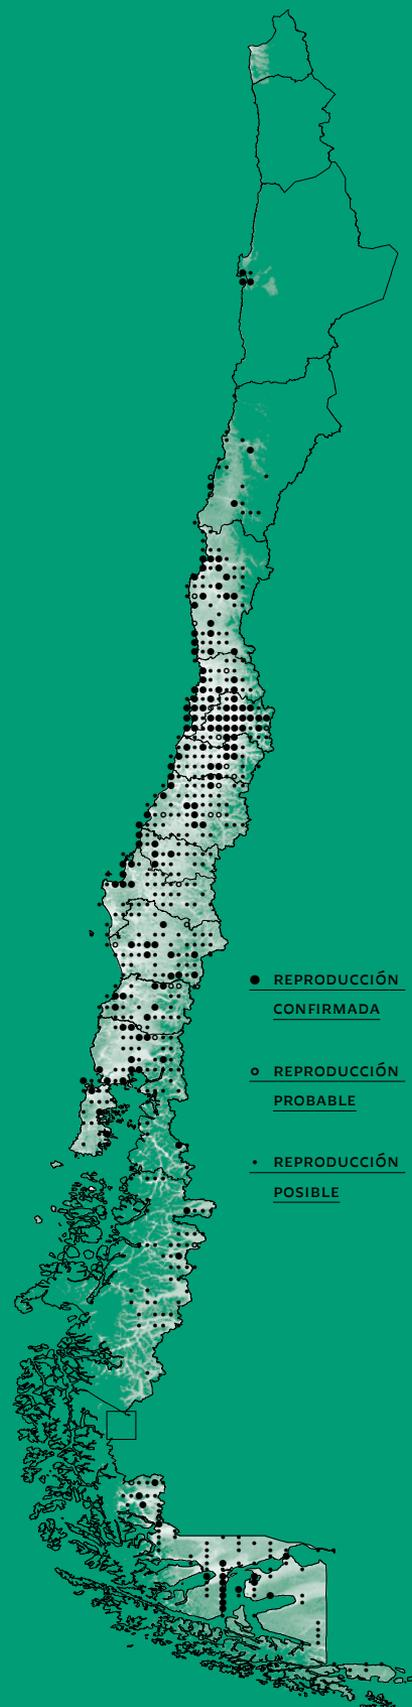 REPRODUCCIÓN
CONFIRMADA
REPRODUCCIÓN
PROBABLE
REPRODUCCIÓN
POSIBLE